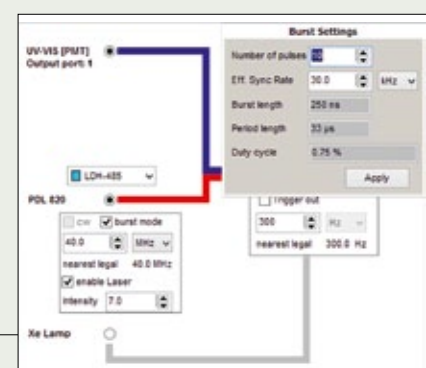 Burst Settings
UV-VIS [PMT]
Output port: 1
Number of pulses 10
Eff. Sync Rate 30.0 kHz
Burst length 250 ns
Period length 33 µs
Duty cycle 0.75 %
Apply
LDH-485
PDL 820
Trigger out
cw burst mode
300 Hz
40.0 MHz
nearest legal 300.0 Hz
nearest legal 40.0 MHz
enable Laser
Intensity 7.0
Xe Lamp